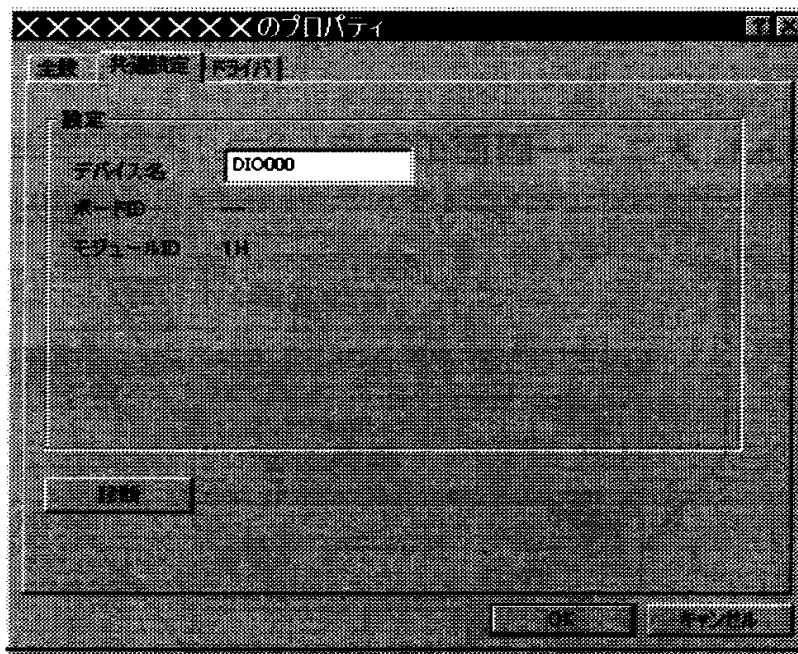 ××××××××のプロパティ
全般 共通設定 ドライバ
設定
デバイス名 DIO000
ボードID ---
モジュールID 1H
診断
OK キャンセル